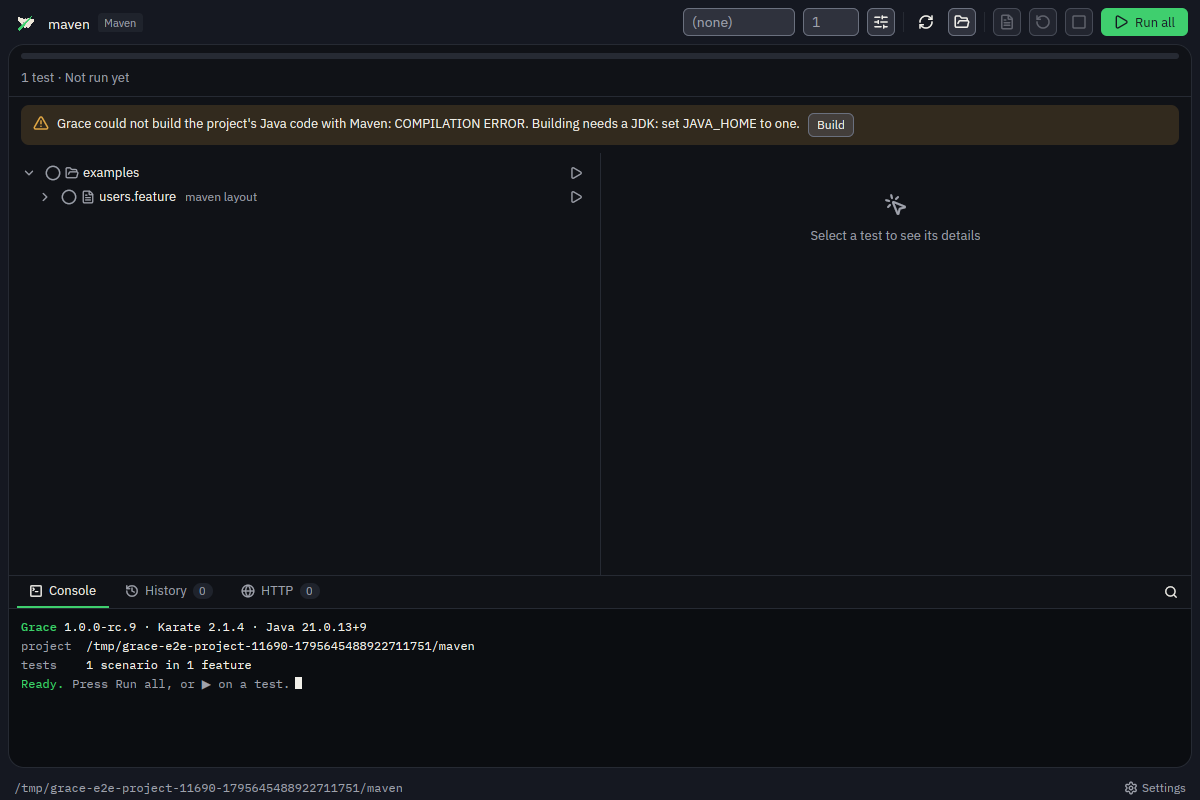 maven Maven (none) 1 Run all
1 test · Not run yet
Grace could not build the project's Java code with Maven: COMPILATION ERROR. Building needs a JDK: set JAVA_HOME to one. Build
examples
users.feature maven layout
Select a test to see its details
Console History 0 HTTP 0
Grace 1.0.0-rc.9 · Karate 2.1.4 · Java 21.0.13+9
project /tmp/grace-e2e-project-11690-1795645488922711751/maven
tests 1 scenario in 1 feature
Ready. Press Run all, or ▶ on a test.
/tmp/grace-e2e-project-11690-1795645488922711751/maven Settings